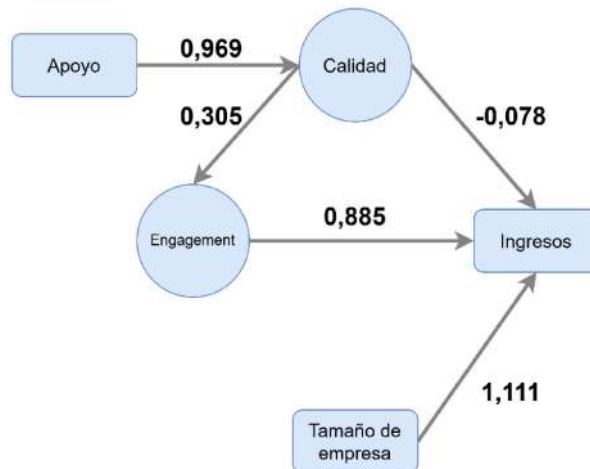 0,969
Apoyo
Calidad
0,305
-0,078
Engagement
0,885
Ingresos
1,111
Tamaño de
empresa